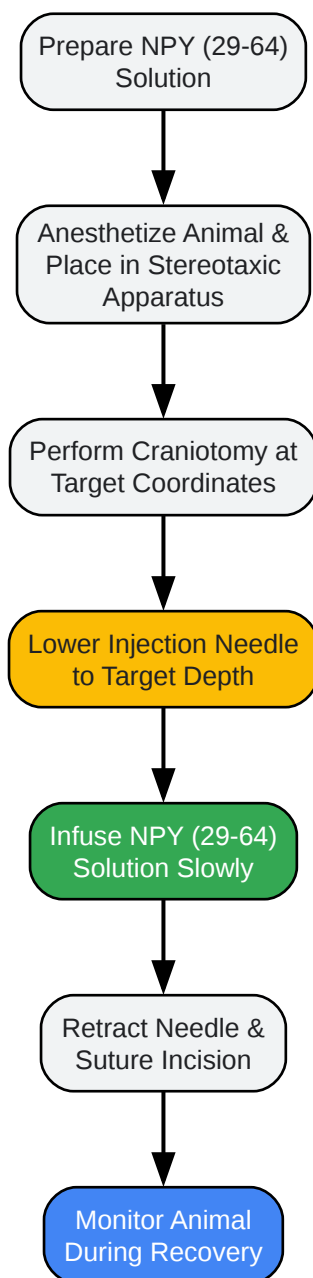 Prepare NPY (29-64)
Solution
Anesthetize Animal &
Place in Stereotaxic
Apparatus
Perform Craniotomy at
Target Coordinates
Lower Injection Needle
to Target Depth
Infuse NPY (29-64)
Solution Slowly
Retract Needle &
Suture Incision
Monitor Animal
During Recovery